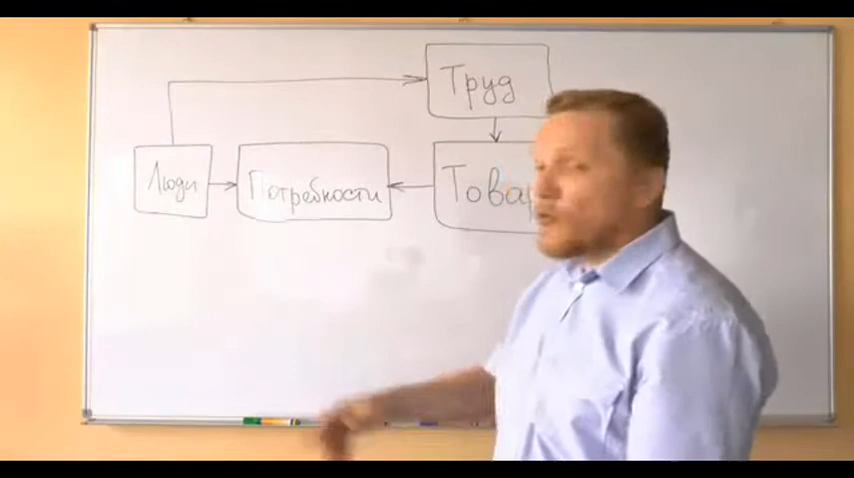 Труд
Люди
Потребности
Товар